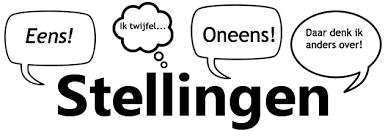 Eens!
Ik twijfel...
Oneens!
Daar denk ik
anders over!
Stellingen